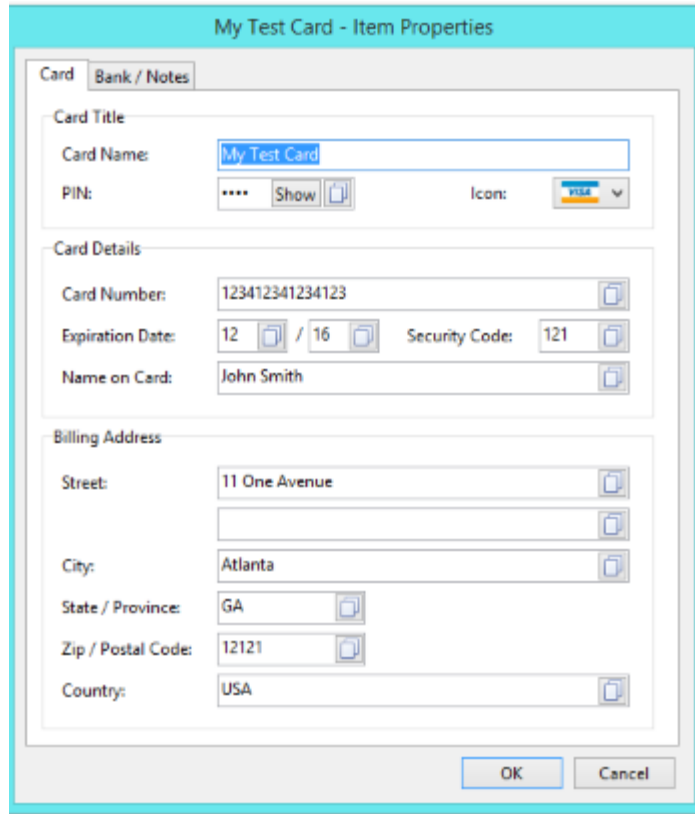 My Test Card - Item Properties
Card Bank / Notes
Card Title
Card Name: My Test Card
PIN: •••• Show Icon: VISA
Card Details
Card Number: 123412341234123
Expiration Date: 12 / 16 Security Code: 121
Name on Card: John Smith
Billing Address
Street: 11 One Avenue
City: Atlanta
State / Province: GA
Zip / Postal Code: 12121
Country: USA
OK Cancel